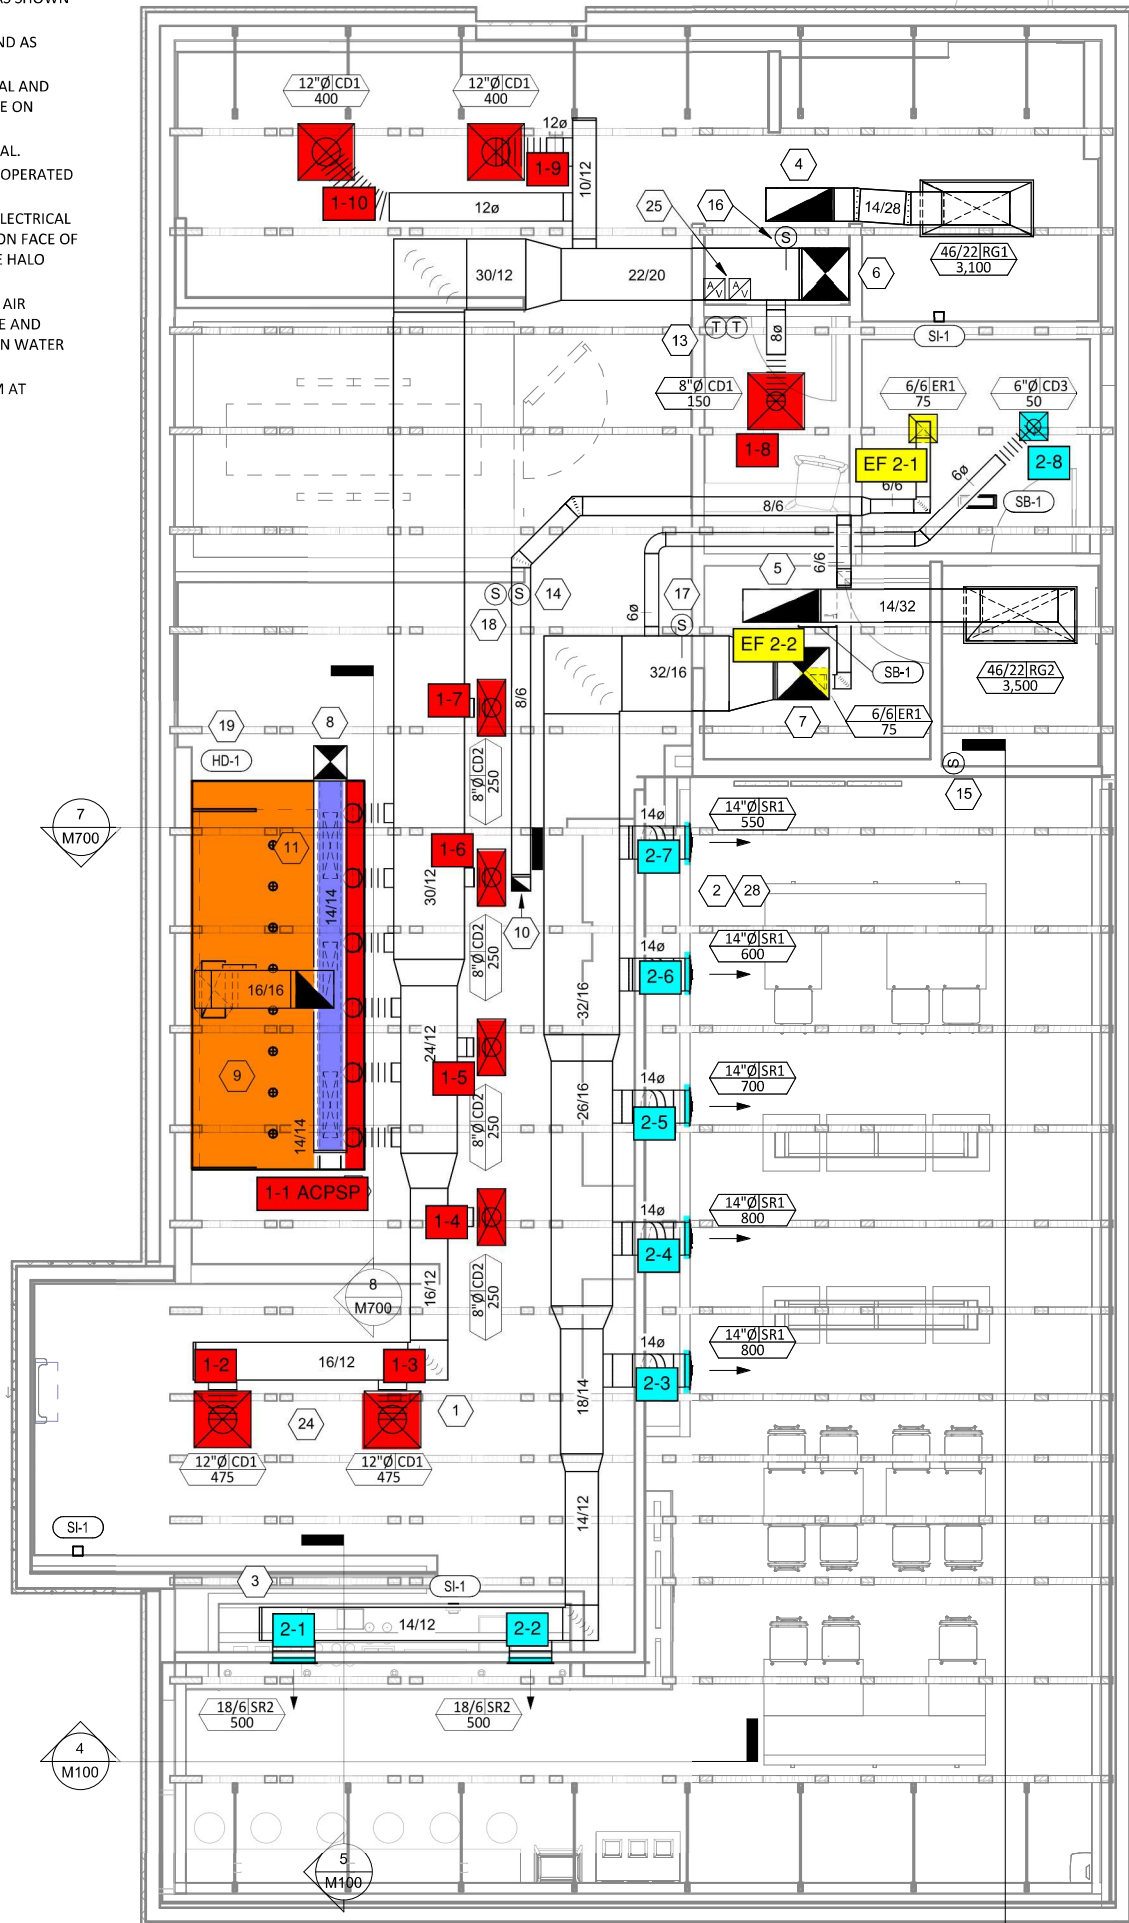 AS SHOWN
ND AS
AL AND
E ON
AL.
OPERATED
LECTRICAL
ON FACE OF
E HALO
AIR
E AND
N WATER
M AT
12"Ø CD1
400
12"Ø CD1
400
12ø
1-9
1-10
12ø
10/12
4
14/28
25
16
S
46/22 RG1
3,100
30/12
22/20
A/V
A/V
6
SI-1
13
T
T
8ø
8"Ø CD1
150
1-8
6/6 ER1
75
6"Ø CD3
50
EF 2-1
2-8
6/6
6ø
SB-1
8/6
6/6
5
S
S
14
18
17
S
6ø
14/32
EF 2-2
32/16
SB-1
46/22 RG2
3,500
7
6/6 ER1
75
1-7
8/6
19
8
HD-1
8"Ø CD2
250
S
15
7
M700
14ø
14"Ø SR1
550
2-7
11
1-6
30/12
14/14
2
28
10
8"Ø CD2
250
14ø
14"Ø SR1
600
2-6
16/16
32/16
24/12
9
1-5
14ø
14"Ø SR1
700
26/16
2-5
14/14
8"Ø CD2
250
1-1 ACPSP
1-4
14ø
14"Ø SR1
800
2-4
8
M700
16/12
8"Ø CD2
250
14ø
14"Ø SR1
800
1-2
16/12
1-3
2-3
18/14
24
1
12"Ø CD1
475
12"Ø CD1
475
14/12
SI-1
3
SI-1
2-1
14/12
2-2
18/6 SR2
500
18/6 SR2
500
4
M100
5
M100